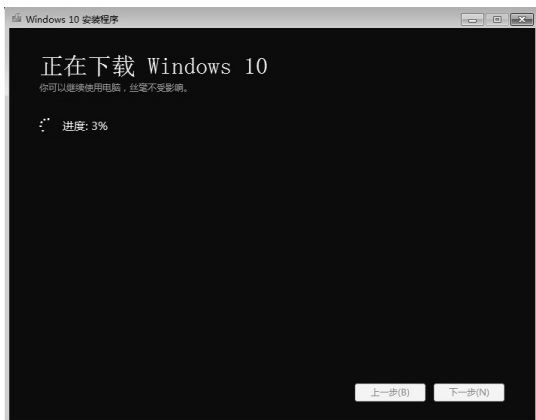 Windows 10 安装程序
正在下载 Windows 10
你可以继续使用电脑，丝毫不受影响。
进度: 3%
上一步(B)
下一步(N)